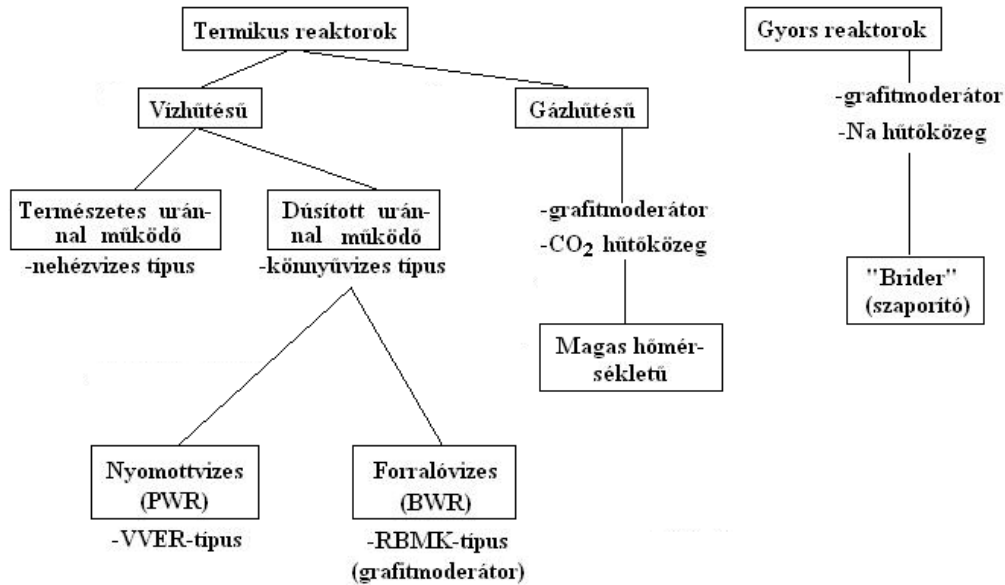 Termikus reaktorok
Gyors reaktorok
-grafitmoderátor
-Na hűtőközeg
Vízhűtésű
Gázhűtésű
Természetes urán-
nal működő
-nehézvizes típus
Dúsított urán-
nal működő
-könnyűvizes típus
-grafitmoderátor
-CO₂ hűtőközeg
"Brider"
(szaporító)
Magas hőmér-
sékletű
Nyomottvizes
(PWR)
-VVER-típus
Forralóvizes
(BWR)
-RBMK-típus
(grafitmoderátor)